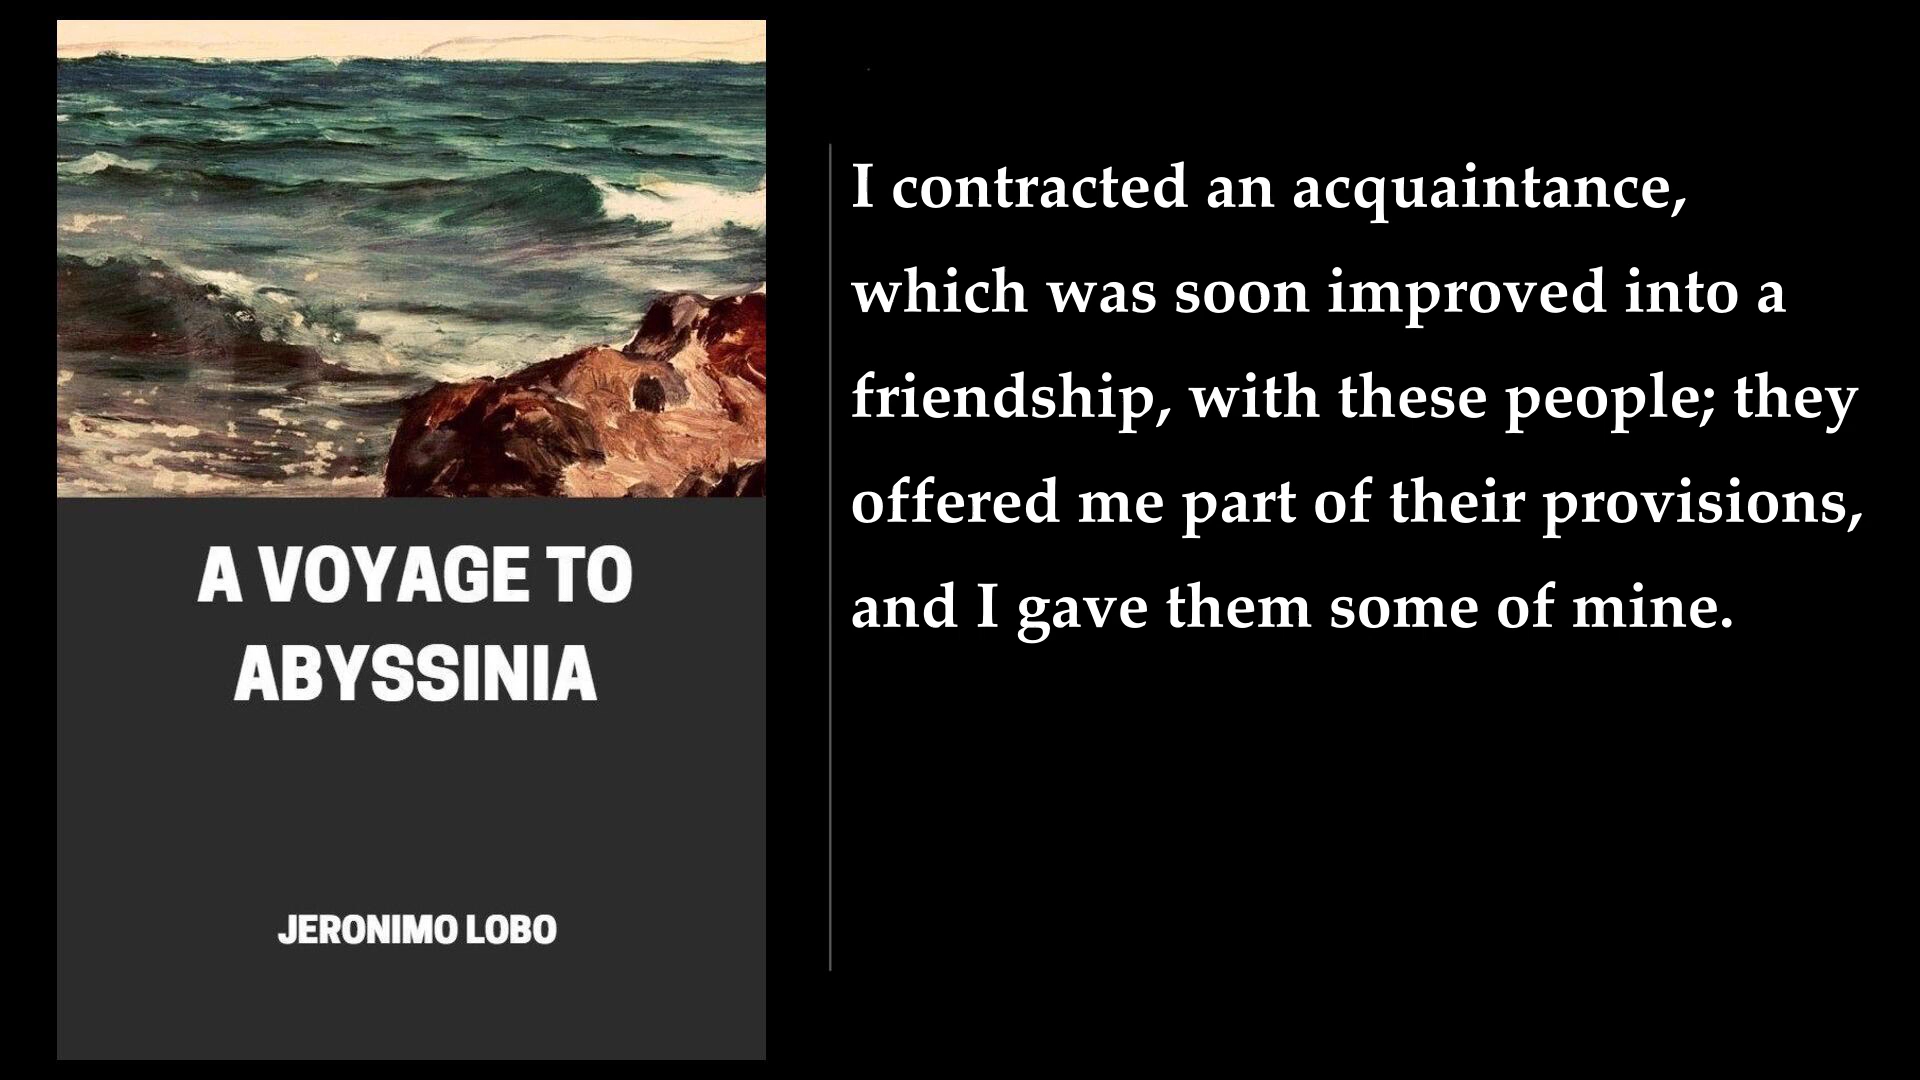 A VOYAGE TO
ABYSSINIA
JERONIMO LOBO
I contracted an acquaintance,
which was soon improved into a
friendship, with these people; they
offered me part of their provisions,
and I gave them some of mine.